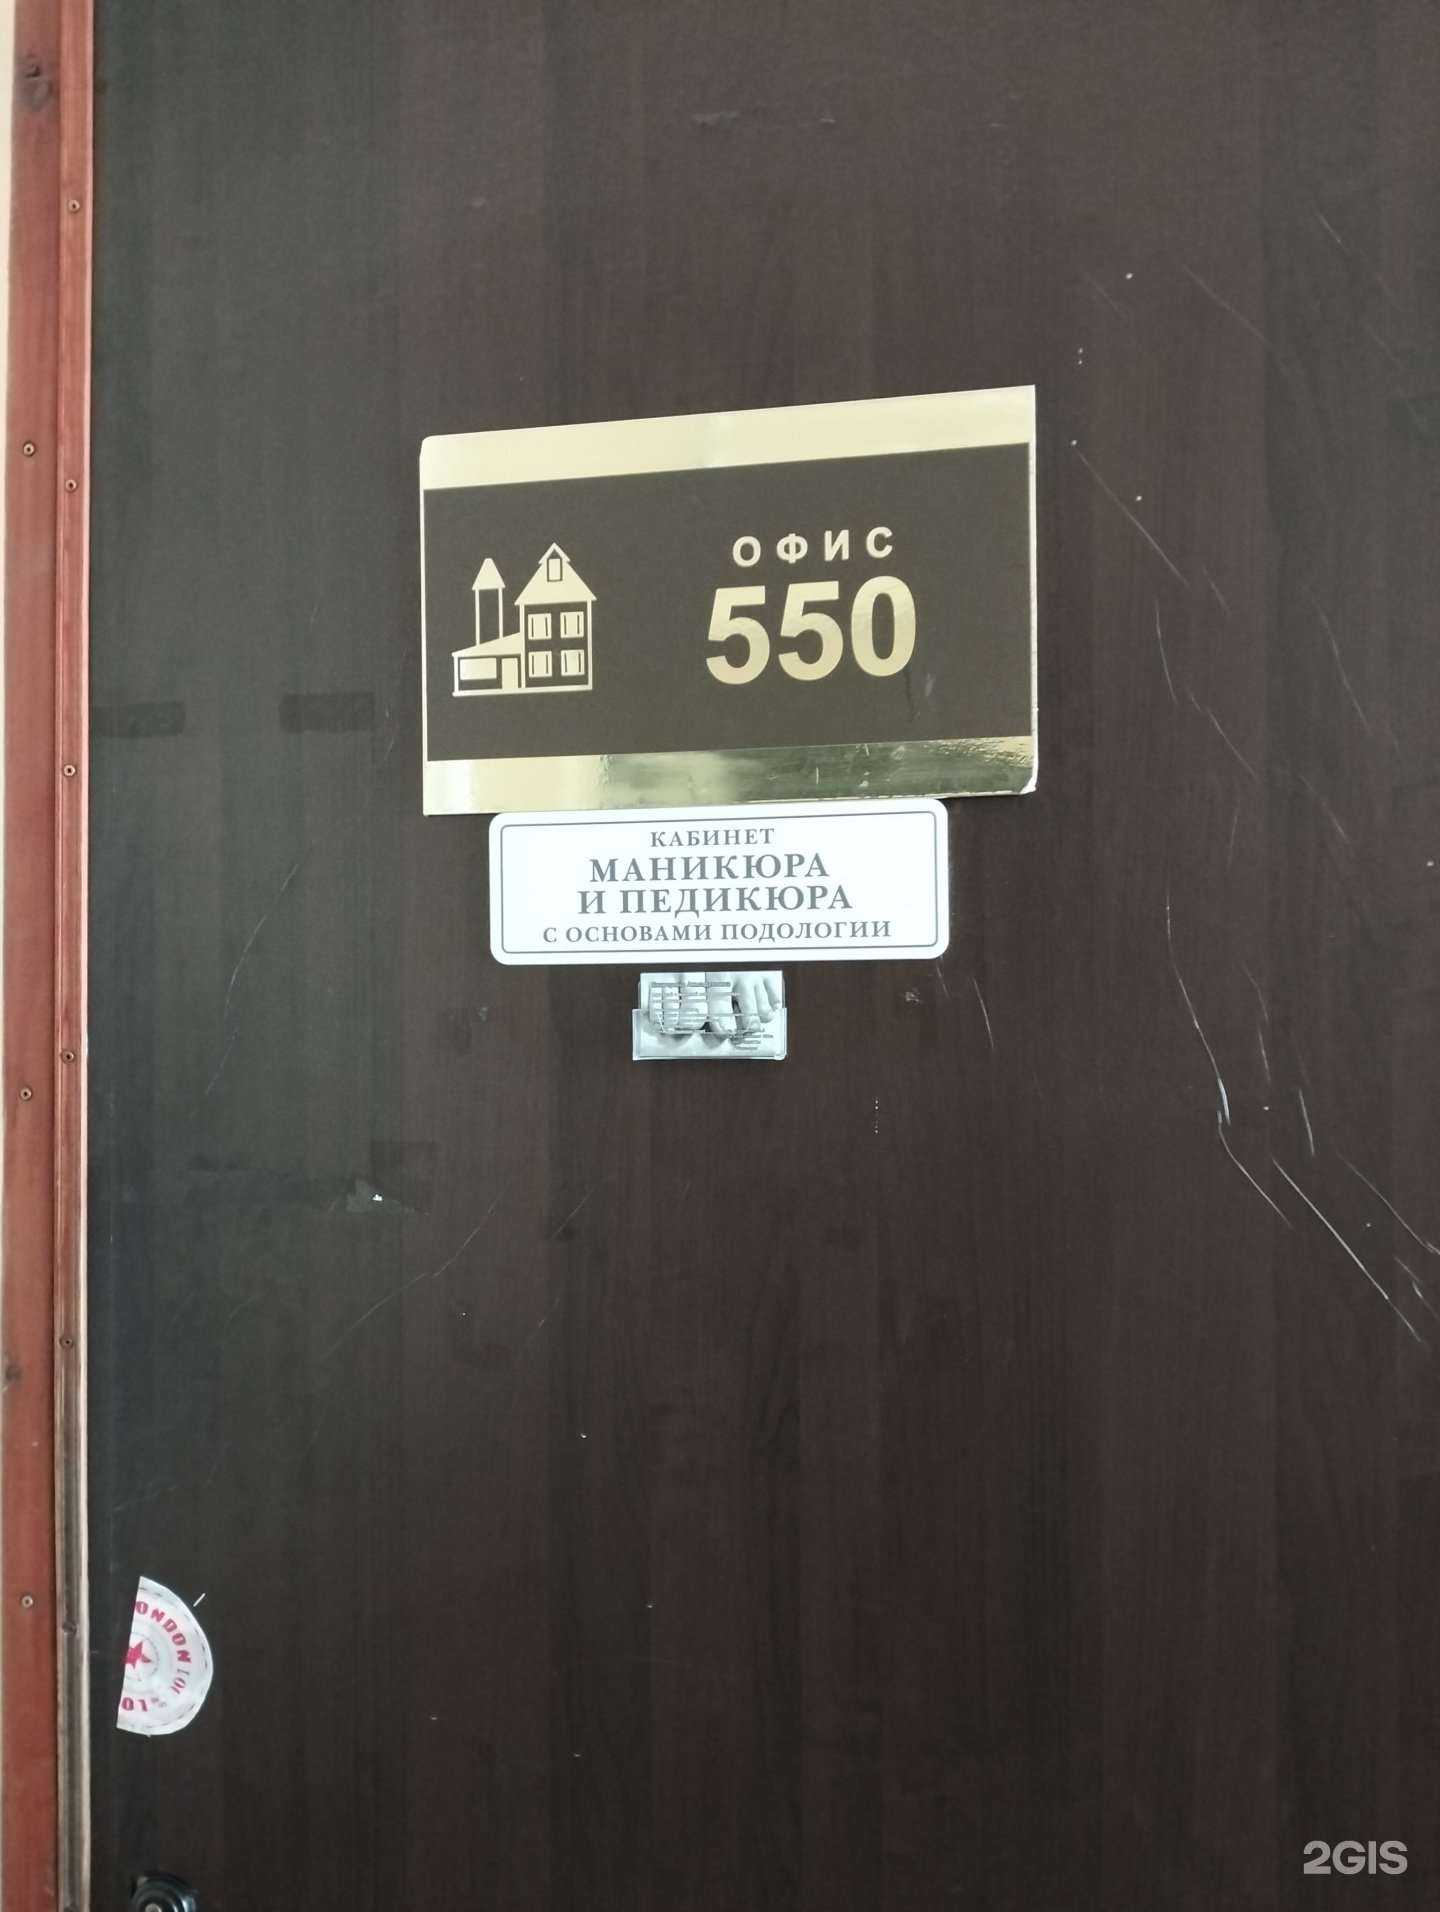 ОФИС
550
КАБИНЕТ
МАНИКЮРА
И ПЕДИКЮРА
С ОСНОВАМИ ПОДОЛОГИИ
2GIS